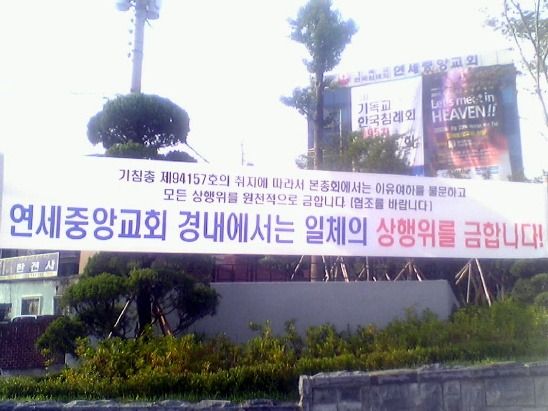 연세중앙교회
기독교
한국침례회
Let's meet in
HEAVEN!!
기침총 제94157호의 취지에 따라서 본총회에서는 이유여하를 불문하고
모든 상행위를 원천적으로 금합니다 (협조를 바랍니다)
연세중앙교회 경내에서는 일체의 상행위를 금합니다!